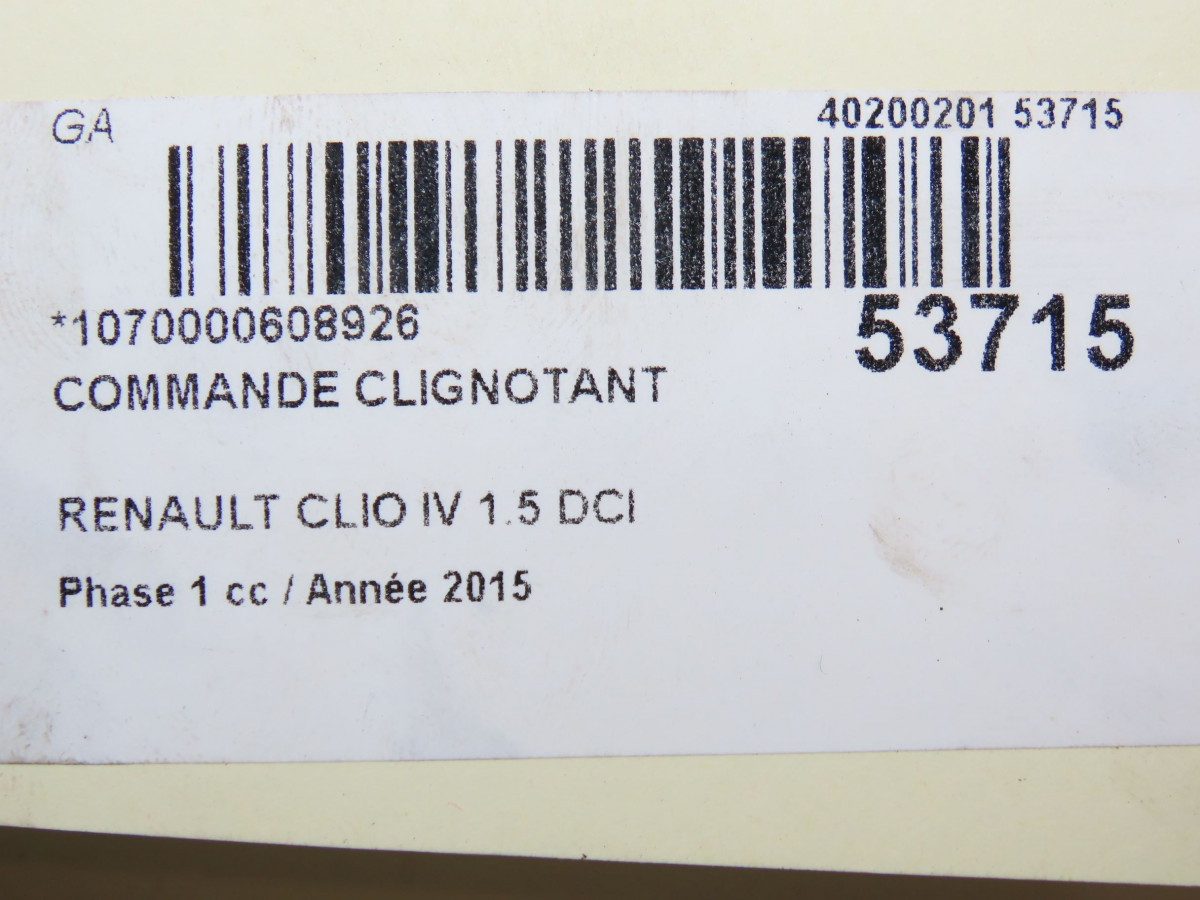 GA
40200201 53715
*1070000608926
53715
COMMANDE CLIGNOTANT
RENAULT CLIO IV 1.5 DCI
Phase 1 cc / Année 2015